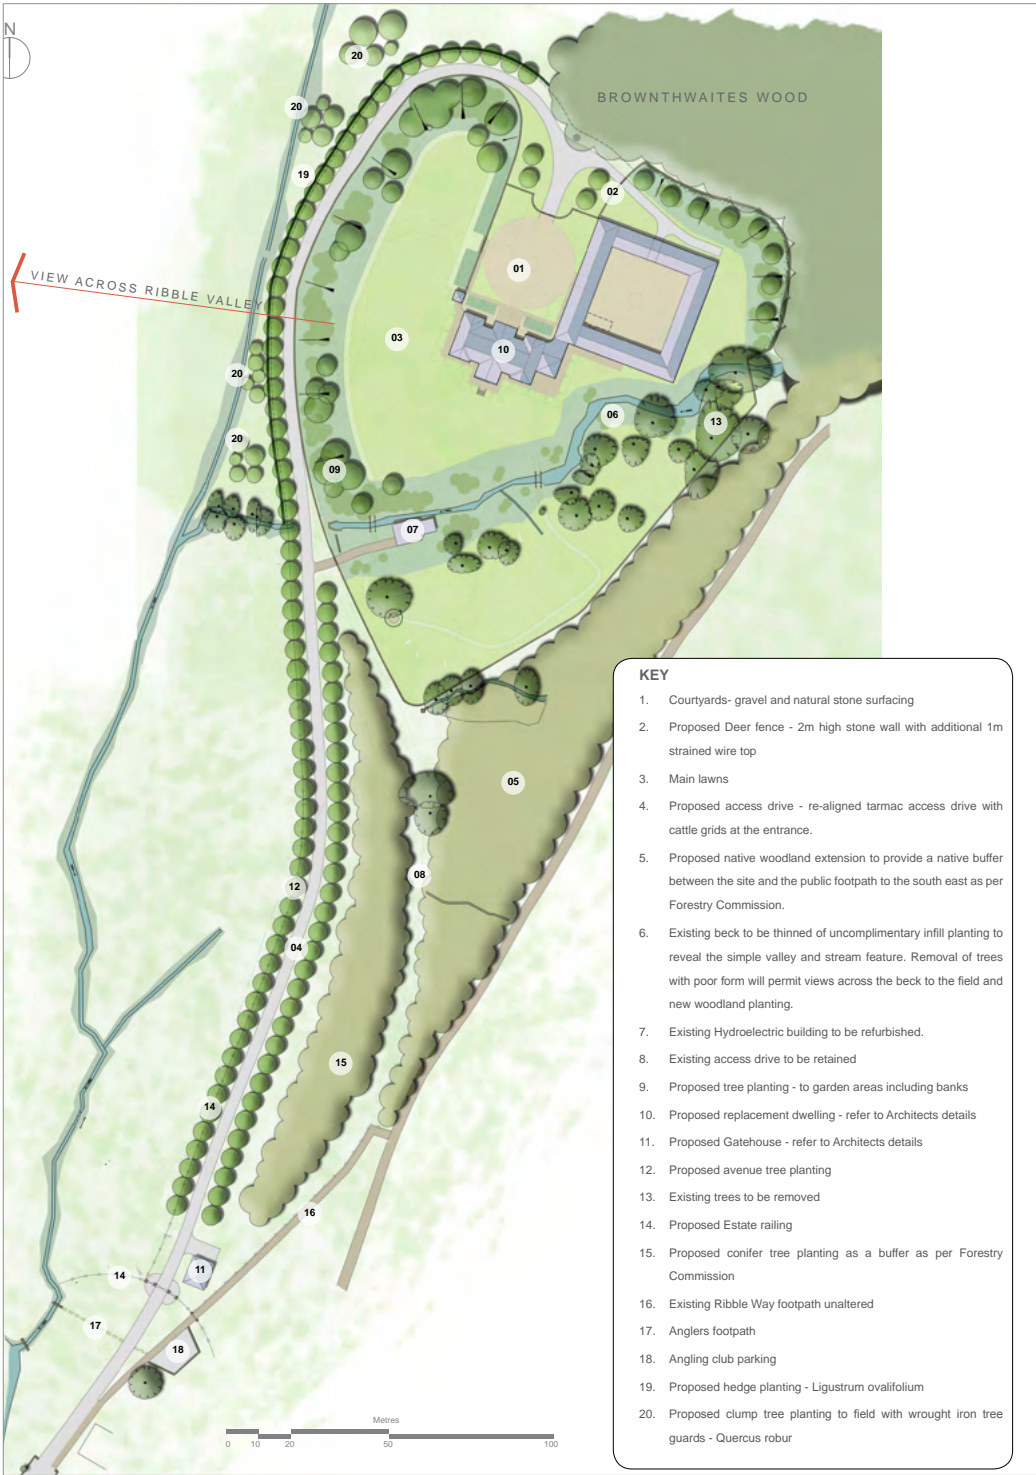 N
20
BROWNTHWAITES WOOD
20
19
02
01
VIEW ACROSS RIBBLE VALLEY
03
10
20
06
13
20
09
07
05
08
12
04
15
14
16
11
14
17
18
Metres
0 10 20 50 100
KEY
1. Courtyards- gravel and natural stone surfacing
2. Proposed Deer fence - 2m high stone wall with additional 1m
strained wire top
3. Main lawns
4. Proposed access drive - re-aligned tarmac access drive with
cattle grids at the entrance.
5. Proposed native woodland extension to provide a native buffer
between the site and the public footpath to the south east as per
Forestry Commission.
6. Existing beck to be thinned of uncomplimentary infill planting to
reveal the simple valley and stream feature. Removal of trees
with poor form will permit views across the beck to the field and
new woodland planting.
7. Existing Hydroelectric building to be refurbished.
8. Existing access drive to be retained
9. Proposed tree planting - to garden areas including banks
10. Proposed replacement dwelling - refer to Architects details
11. Proposed Gatehouse - refer to Architects details
12. Proposed avenue tree planting
13. Existing trees to be removed
14. Proposed Estate railing
15. Proposed conifer tree planting as a buffer as per Forestry
Commission
16. Existing Ribble Way footpath unaltered
17. Anglers footpath
18. Angling club parking
19. Proposed hedge planting - Ligustrum ovalifolium
20. Proposed clump tree planting to field with wrought iron tree
guards - Quercus robur